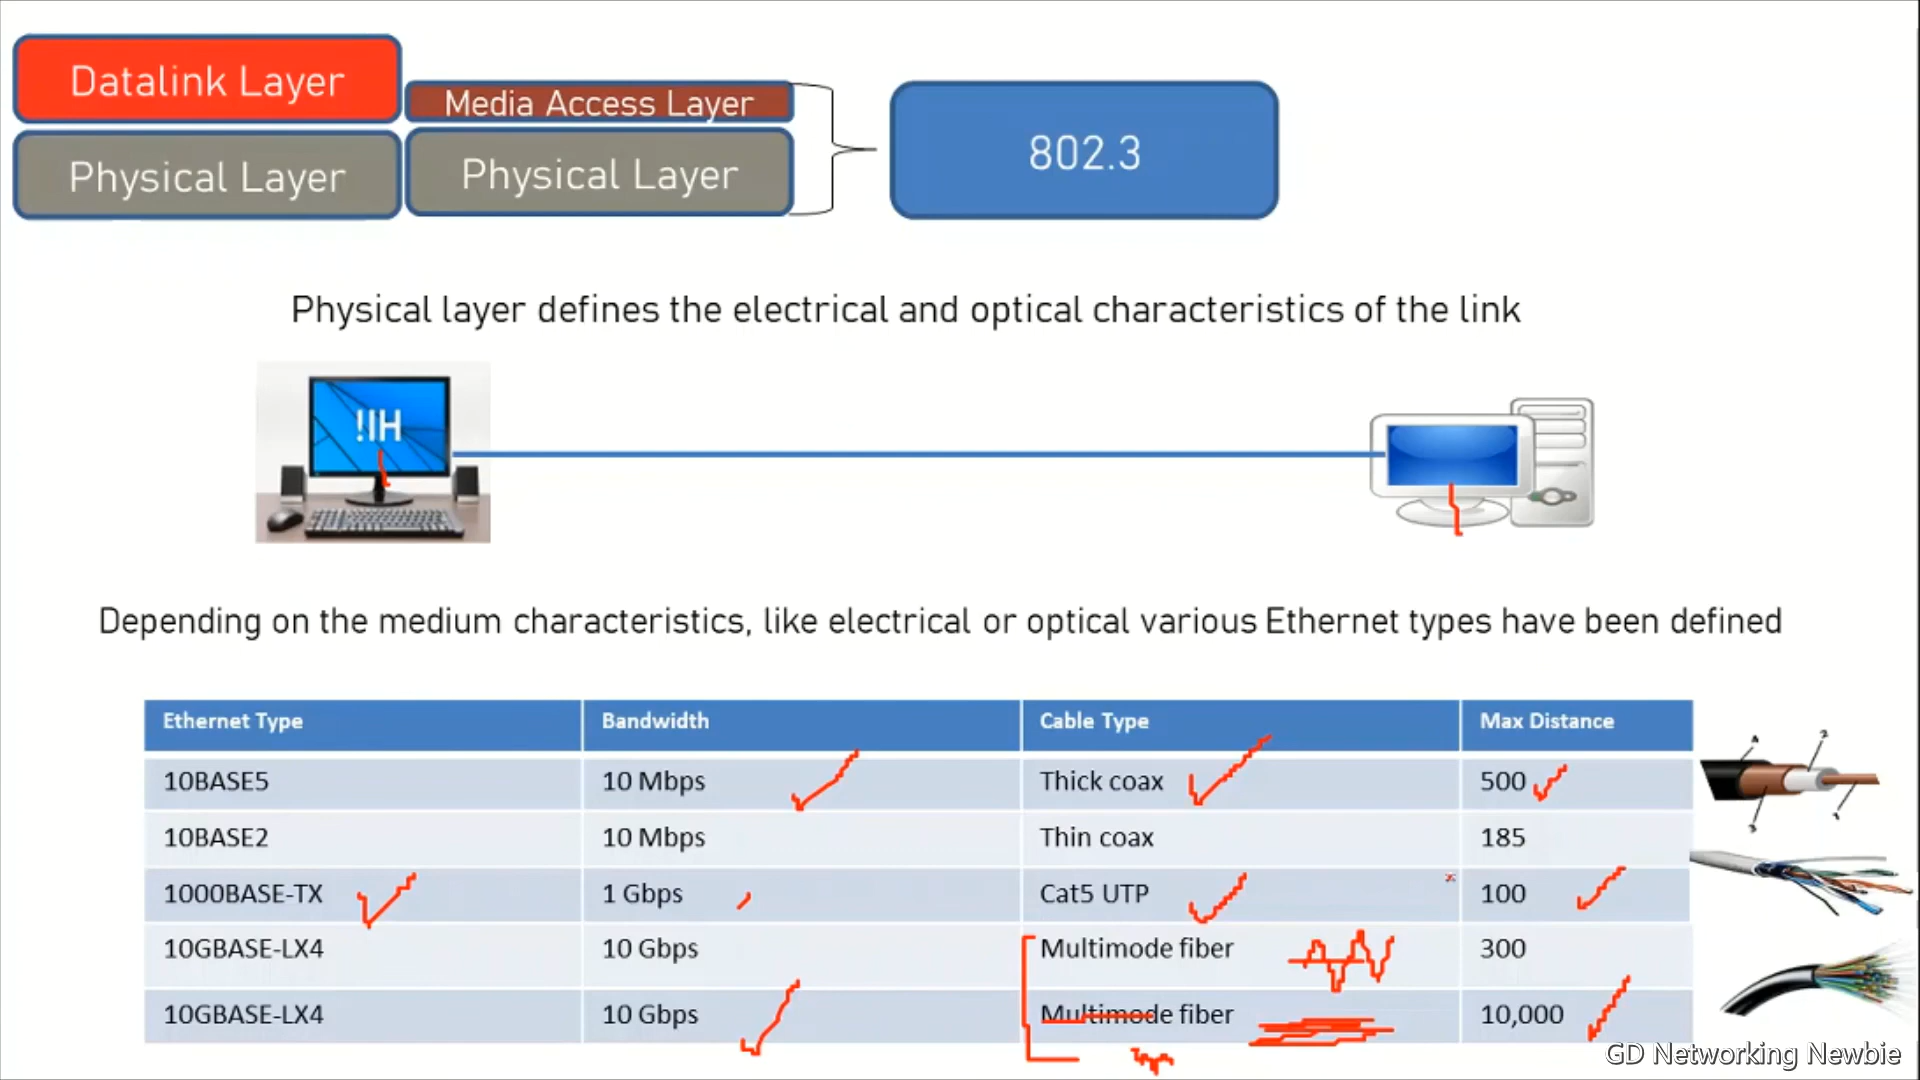 Datalink Layer
Media Access Layer
Physical Layer
Physical Layer
802.3
Physical layer defines the electrical and optical characteristics of the link
HI!
Depending on the medium characteristics, like electrical or optical various Ethernet types have been defined
Ethernet Type Bandwidth Cable Type Max Distance
10BASE5 10 Mbps Thick coax 500
10BASE2 10 Mbps Thin coax 185
1000BASE-TX 1 Gbps Cat5 UTP 100
10GBASE-LX4 10 Gbps Multimode fiber 300
10GBASE-LX4 10 Gbps Multimode fiber 10,000
GD Networking Newbie